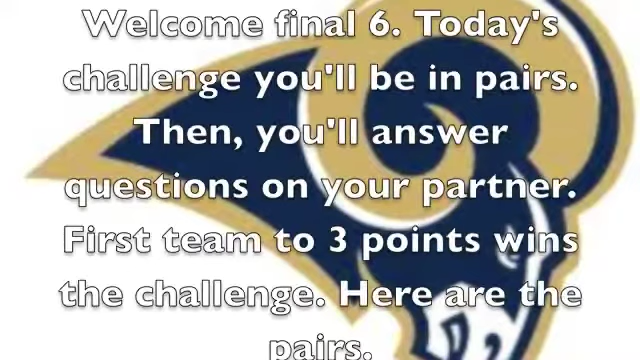 Welcome final 6. Today's
challenge you'll be in pairs.
Then, you'll answer
questions on your partner.
First team to 3 points wins
the challenge. Here are the
pairs.